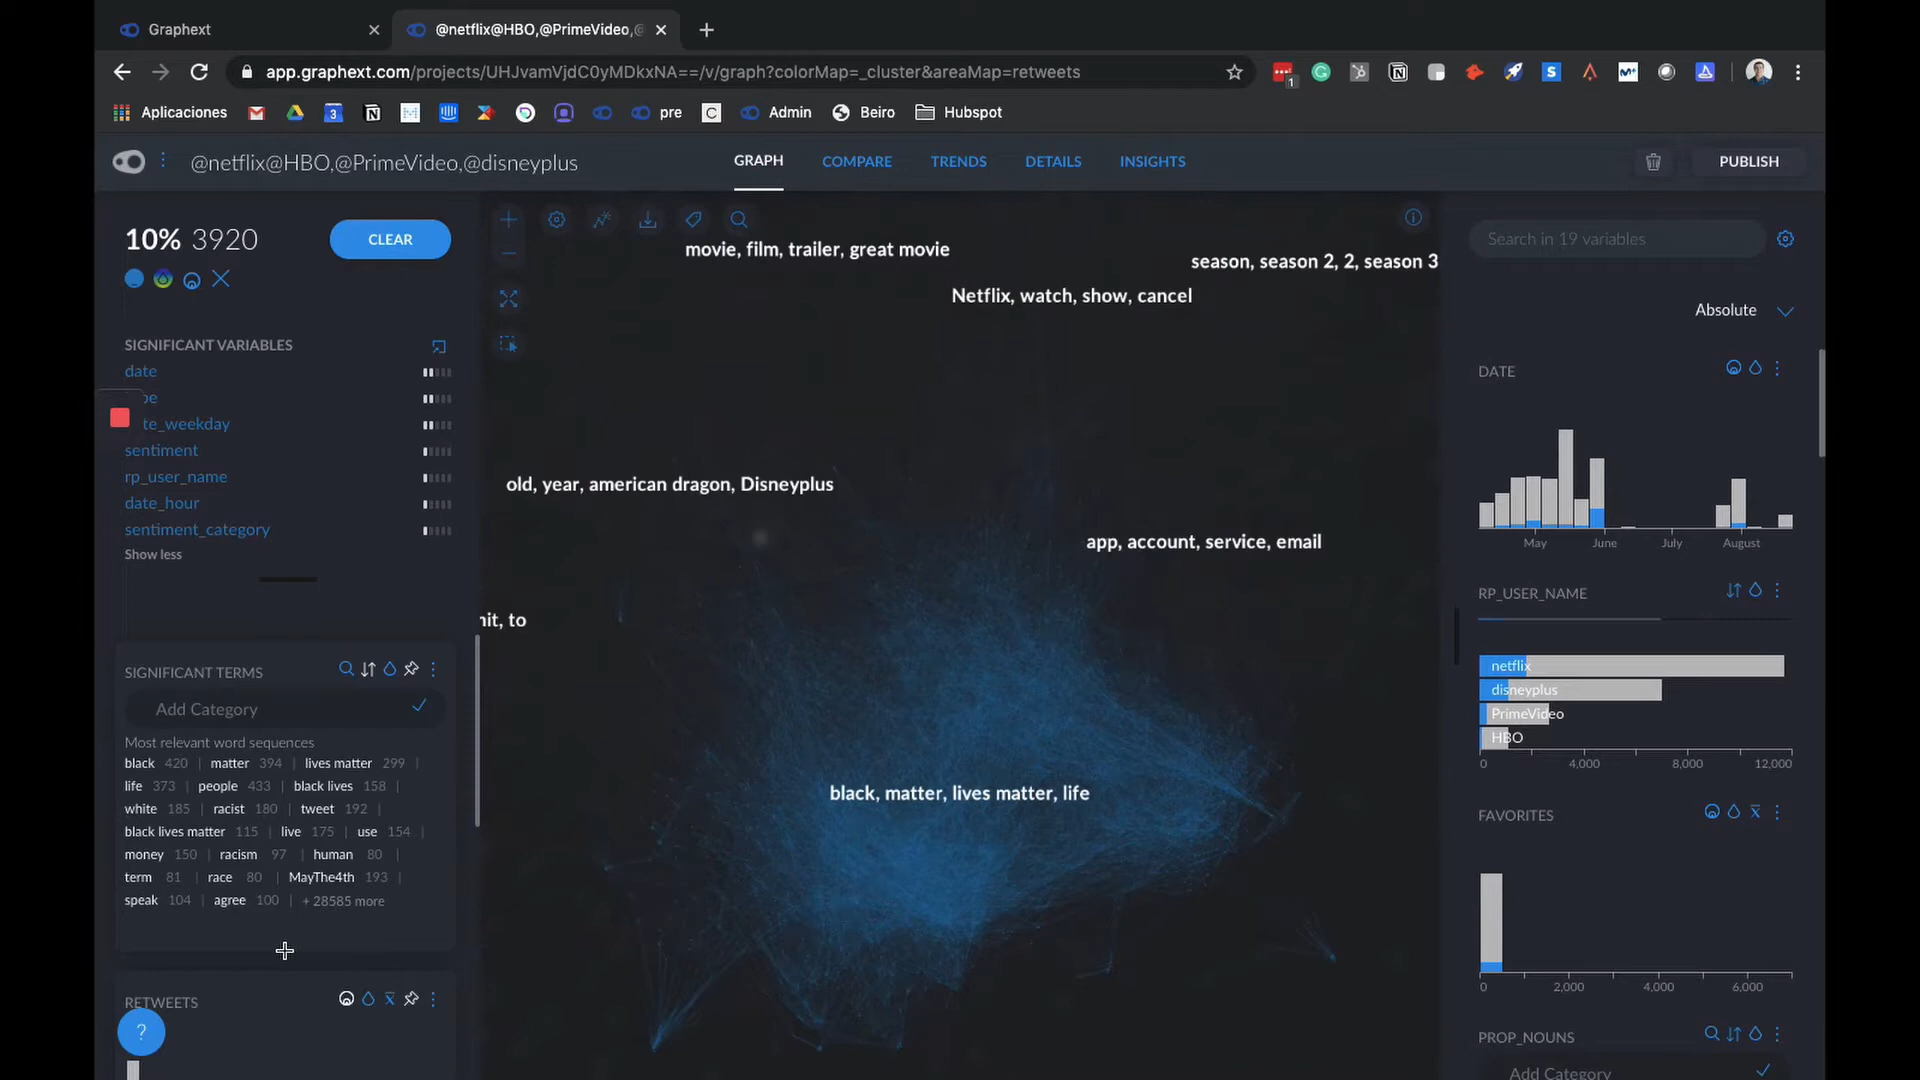 Graphext
@netflix@HBO,@PrimeVideo,@
app.graphext.com/projects/UHJvamVjdC0yMDkxNA==/v/graph?colorMap=_cluster&areaMap=retweets
1
Aplicaciones
3
pre
Admin
Beiro
Hubspot
@netflix@HBO,@PrimeVideo,@disneyplus
GRAPH
COMPARE
TRENDS
DETAILS
INSIGHTS
PUBLISH
10% 3920
CLEAR
SIGNIFICANT VARIABLES
date
te_weekday
sentiment
rp_user_name
date_hour
sentiment_category
Show less
SIGNIFICANT TERMS
Add Category
Most relevant word sequences
black 420 | matter 394 | lives matter 299 |
life 373 | people 433 | black lives 158 |
white 185 | racist 180 | tweet 192 |
black lives matter 115 | live 175 | use 154 |
money 150 | racism 97 | human 80 |
term 81 | race 80 | MayThe4th 193 |
speak 104 | agree 100 | + 28585 more
RETWEETS
?
movie, film, trailer, great movie
season, season 2, 2, season 3
Netflix, watch, show, cancel
old, year, american dragon, Disneyplus
app, account, service, email
to
black, matter, lives matter, life
Search in 19 variables
Absolute
DATE
May June July August
RP_USER_NAME
netflix
disneyplus
PrimeVideo
HBO
0 4,000 8,000 12,000
FAVORITES
0 2,000 4,000 6,000
PROP_NOUNS
Add Category